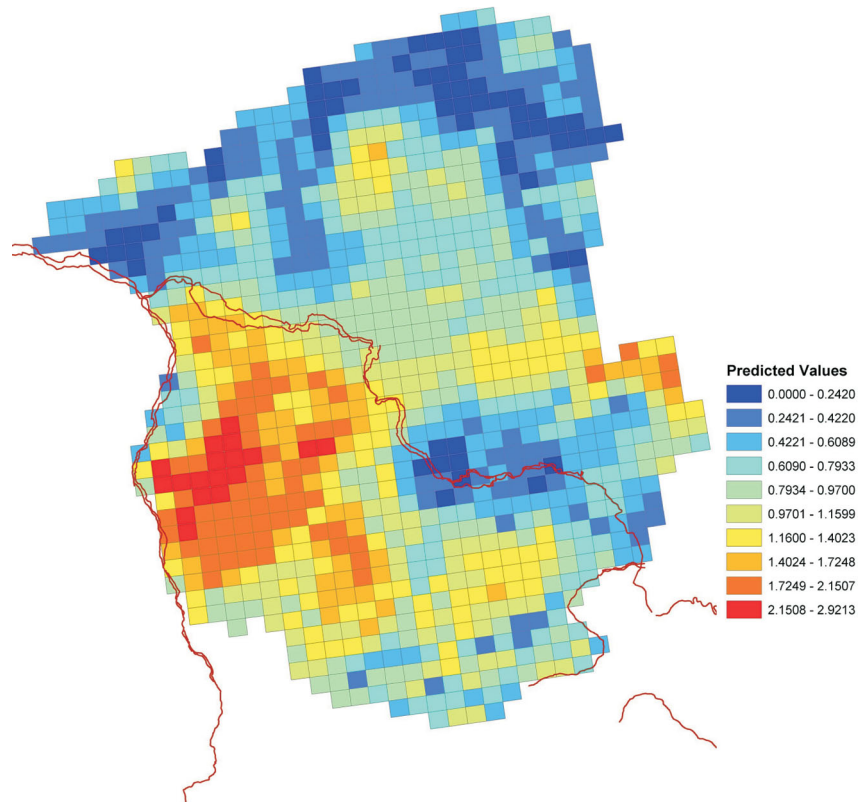 Predicted Values
0.0000 - 0.2420
0.2421 - 0.4220
0.4221 - 0.6089
0.6090 - 0.7933
0.7934 - 0.9700
0.9701 - 1.1599
1.1600 - 1.4023
1.4024 - 1.7248
1.7249 - 2.1507
2.1508 - 2.9213